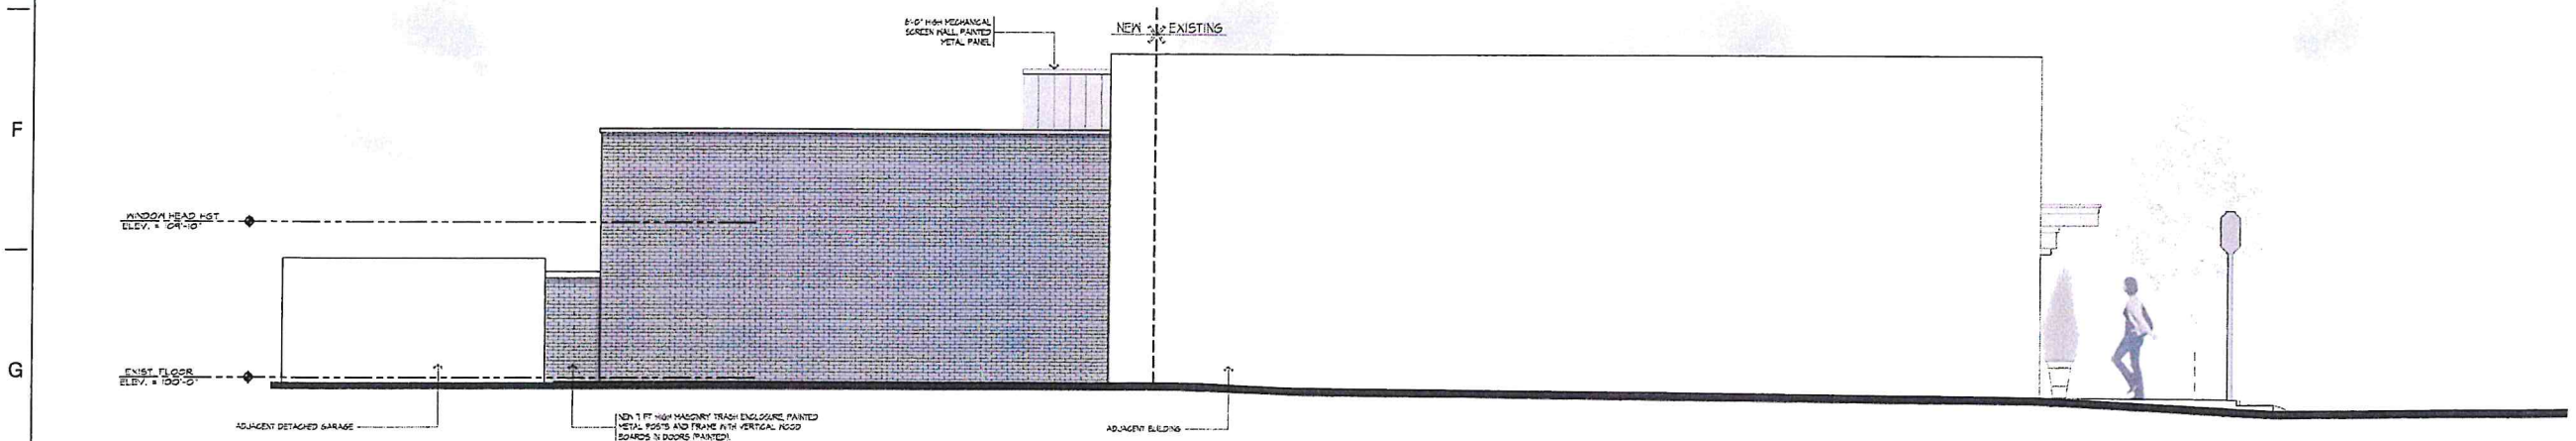 6'-0" HIGH MECHANICAL
SCREEN WALL, PAINTED
METAL PANEL
NEW EXISTING
F
WINDOW HEAD HGT.
ELEV. = 109'-10"
G
EXIST. FLOOR
ELEV. = 100'-0"
ADJACENT DETACHED GARAGE
NEW 7 FT HIGH MASONRY TRASH ENCLOSURE, PAINTED
METAL POSTS AND FRAME WITH VERTICAL WOOD
BOARDS IN DOORS (PAINTED).
ADJACENT BUILDING